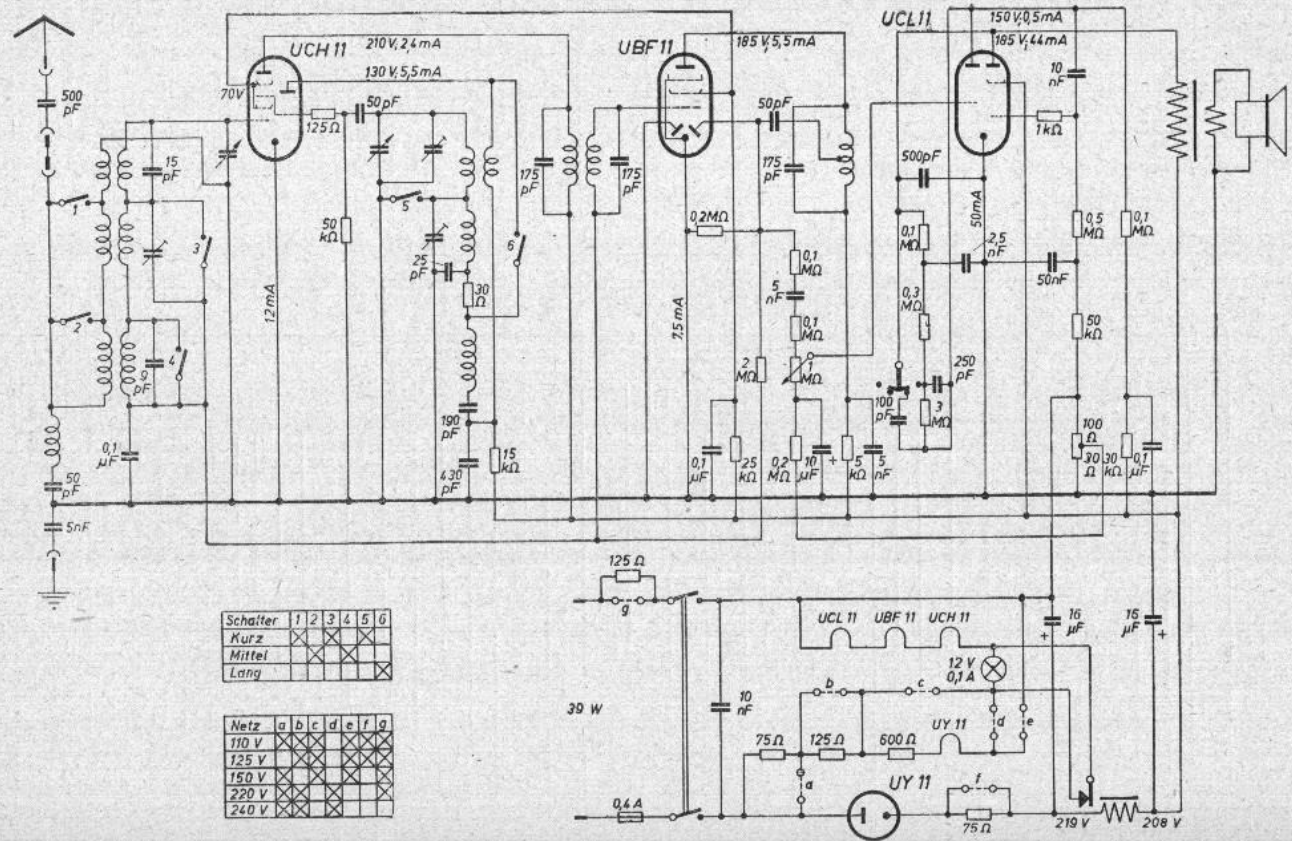 UCH 11
UBF 11
UCL 11
210 V; 2,4 mA
130 V; 5,5 mA
70V
185 V; 5,5 mA
150 V; 0,5 mA
185 V; 44 mA
500 pF
15 pF
125 Ω
50 pF
175 pF
175 pF
50 pF
175 pF
10 nF
1 kΩ
500 pF
1
2
3
4
5
6
50 kΩ
25 pF
30 Ω
12 mA
0,2 MΩ
0,1 MΩ
5 nF
0,1 MΩ
1 MΩ
2 MΩ
7,5 mA
0,1 MΩ
0,3 MΩ
50 mA
2,5 nF
50 nF
0,5 MΩ
0,1 MΩ
50 kΩ
250 pF
100 pF
3 MΩ
9 pF
0,1 µF
50 pF
5 nF
190 pF
430 pF
15 kΩ
0,1 µF
25 kΩ
0,2 MΩ
10 µF
+
5 kΩ
5 nF
100 Ω
30 Ω
30 kΩ
0,1 µF
125 Ω
g
UCL 11
UBF 11
UCH 11
16 µF
+
16 µF
+
12 V
0,1 A
39 W
10 nF
b
c
d
e
75 Ω
125 Ω
600 Ω
UY 11
a
UY 11
f
75 Ω
0,4 A
219 V
208 V
Schalter 1 2 3 4 5 6
Kurz
Mittel
Lang
Netz a b c d e f g
110 V
125 V
150 V
220 V
240 V